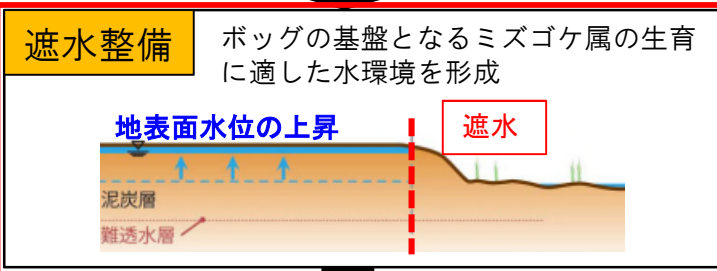 遮水整備
ボッグの基盤となるミズゴケ属の生育
に適した水環境を形成
地表面水位の上昇
遮水
泥炭層
難透水層